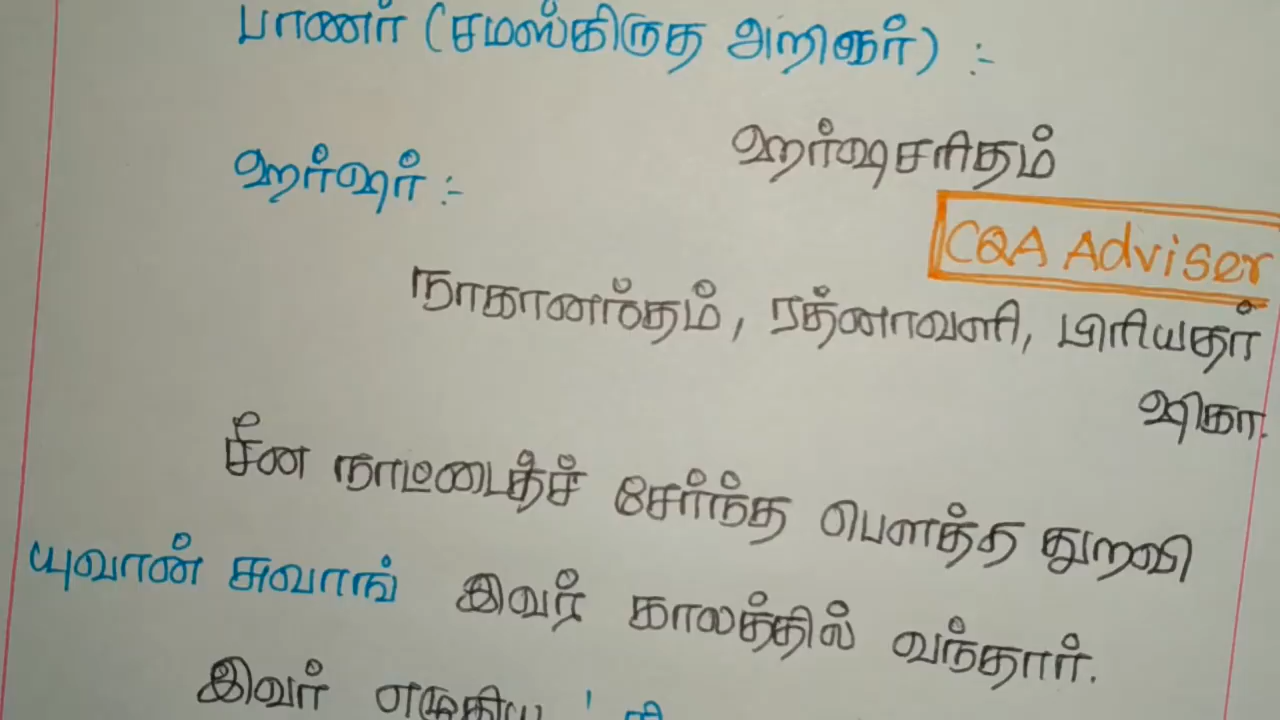 பாணர் (சமஸ்கிருத அறிஞர்) :-
ஹர்ஷசரிதம்
ஹர்ஷர் :-
CQA Adviser
நாகானந்தம், ரத்னாவளி, பிரியதர்
ஷிகா.
சீன நாட்டைத்ச் சேர்ந்த பௌத்த துறவி
யுவான் சுவாங் இவர் காலத்தில் வந்தார்.
இவர் எழுதிய '